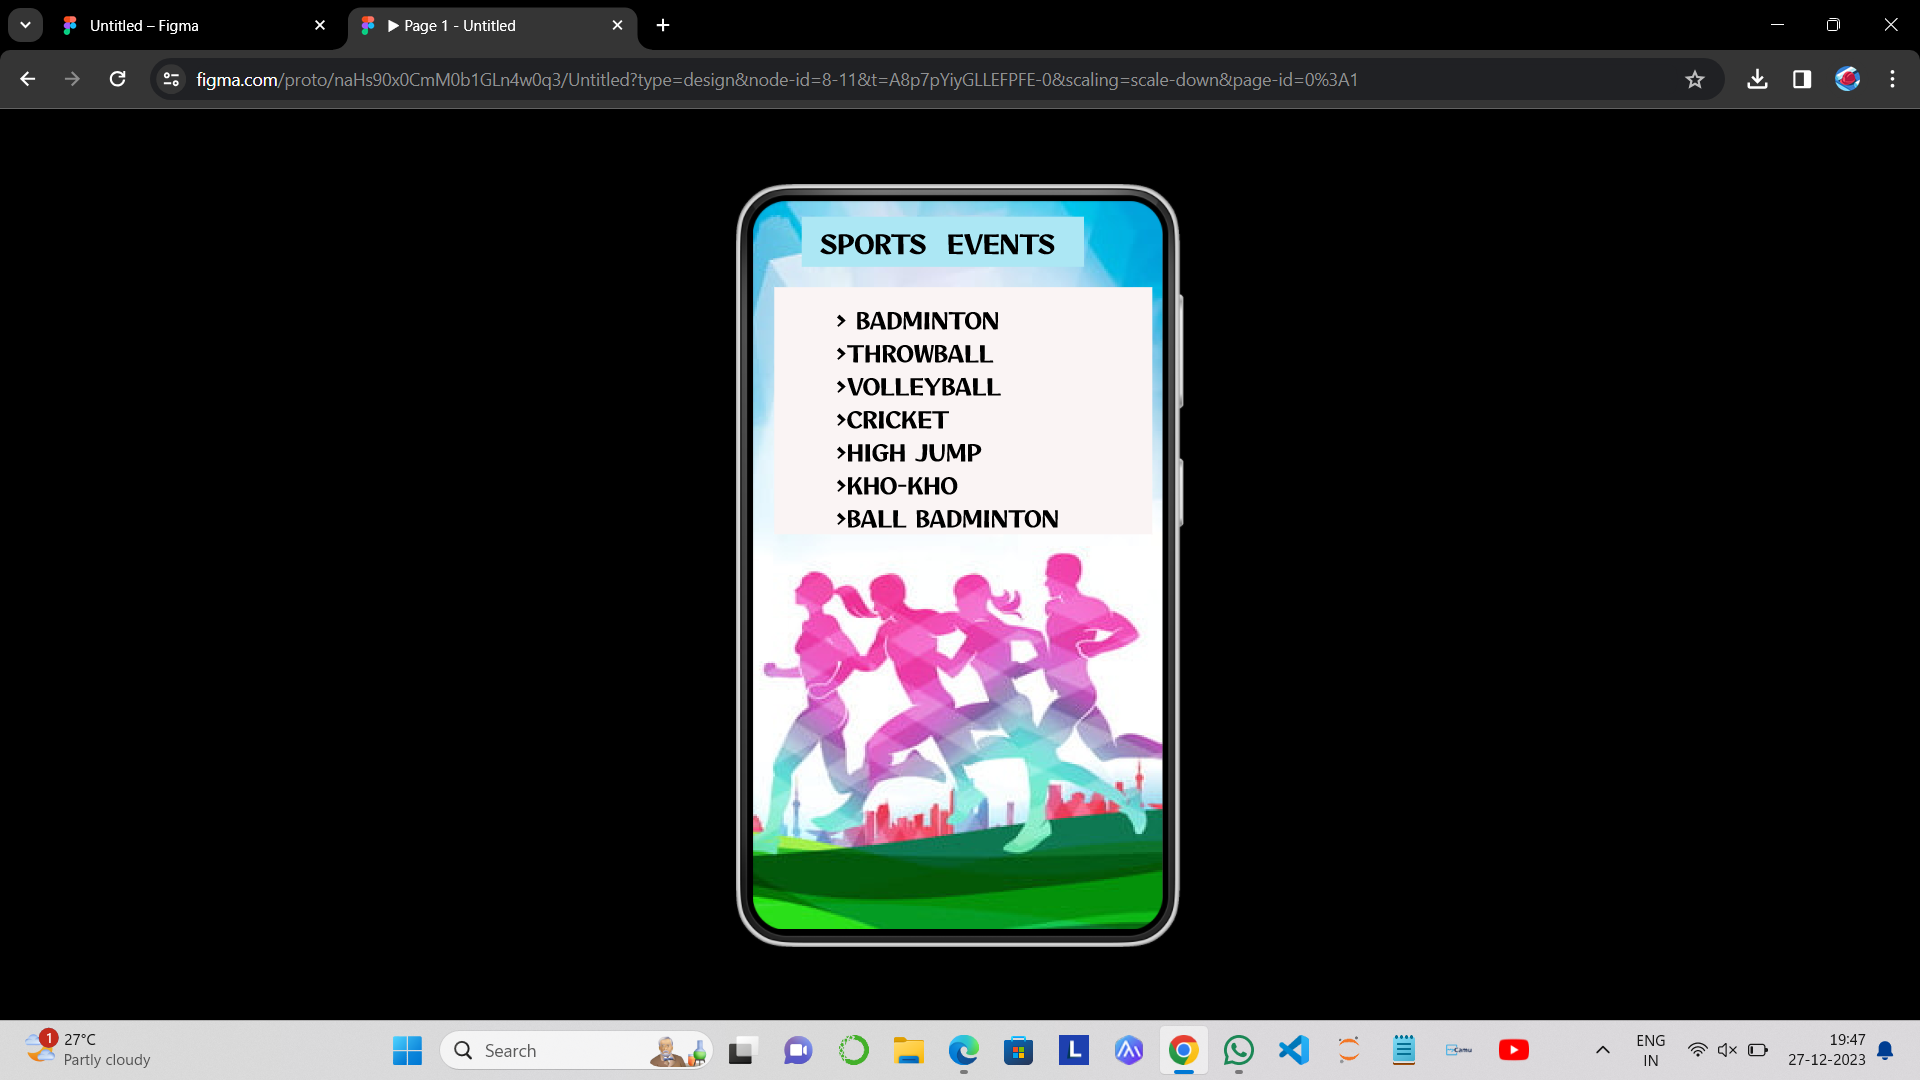 Untitled – Figma
▶ Page 1 - Untitled
figma.com/proto/naHs90x0CmM0b1GLn4w0q3/Untitled?type=design&node-id=8-11&t=A8p7pYiyGLLEFPFE-0&scaling=scale-down&page-id=0%3A1
SPORTS EVENTS
> BADMINTON
>THROWBALL
>VOLLEYBALL
>CRICKET
>HIGH JUMP
>KHO-KHO
>BALL BADMINTON
1
27°C
Partly cloudy
Search
L
Camu
ENG
IN
19:47
27-12-2023